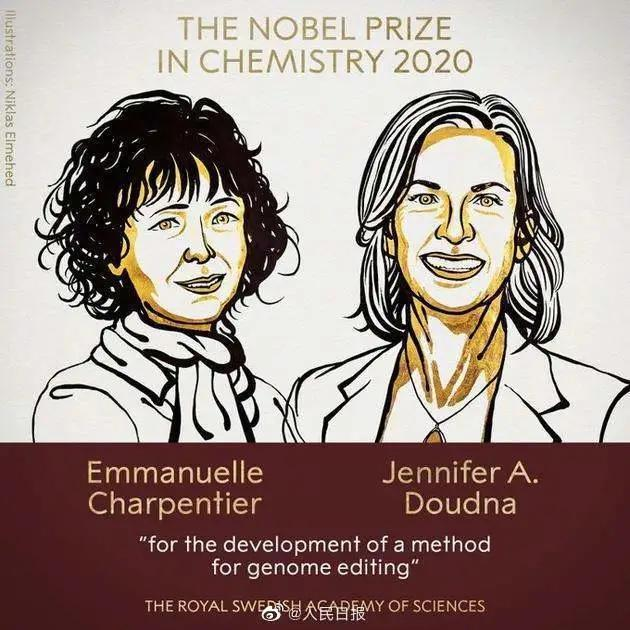 THE NOBEL PRIZE
IN CHEMISTRY 2020
Illustrations: Niklas Elmehed
Emmanuelle
Charpentier
Jennifer A.
Doudna
"for the development of a method
for genome editing"
THE ROYAL SWEDISH ACADEMY OF SCIENCES
@人民日报